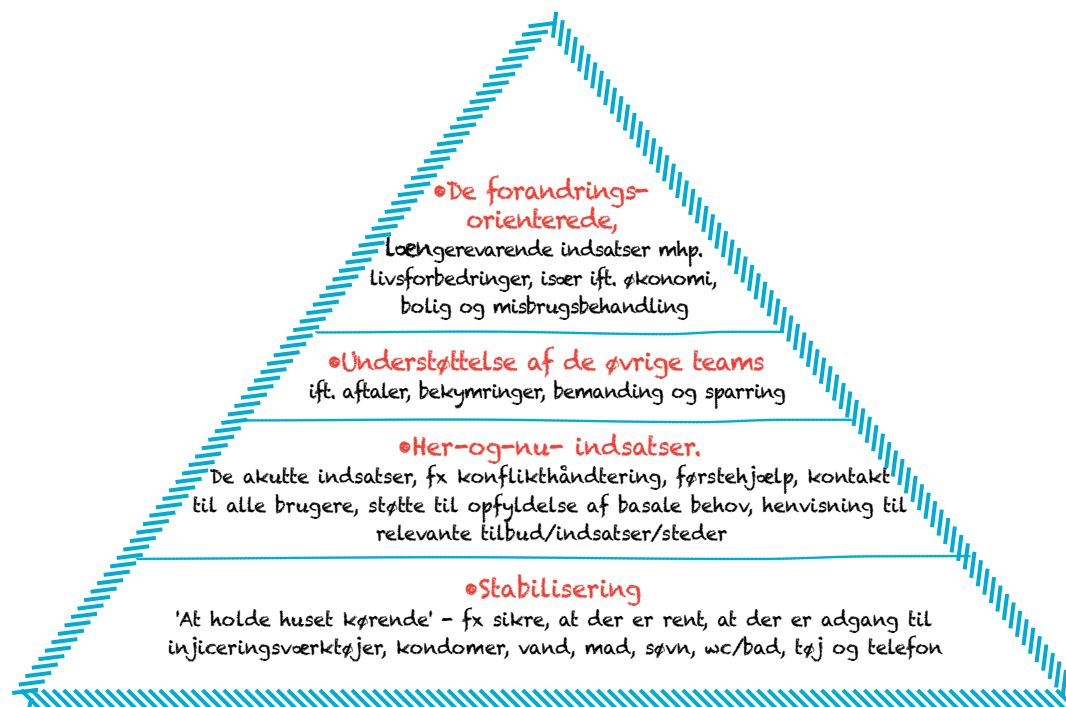 •De forandrings-
orienterede,
længerevarende indsatser mhp.
livsforbedringer, især ift. økonomi,
bolig og misbrugsbehandling
•Understøttelse af de øvrige teams
ift. aftaler, bekymringer, bemanding og sparring
•Her-og-nu- indsatser.
De akutte indsatser, fx konflikthåndtering, førstehjælp, kontakt
til alle brugere, støtte til opfyldelse af basale behov, henvisning til
relevante tilbud/indsatser/steder
•Stabilisering
'At holde huset kørende' - fx sikre, at der er rent, at der er adgang til
injiceringsværktøjer, kondomer, vand, mad, søvn, wc/bad, tøj og telefon